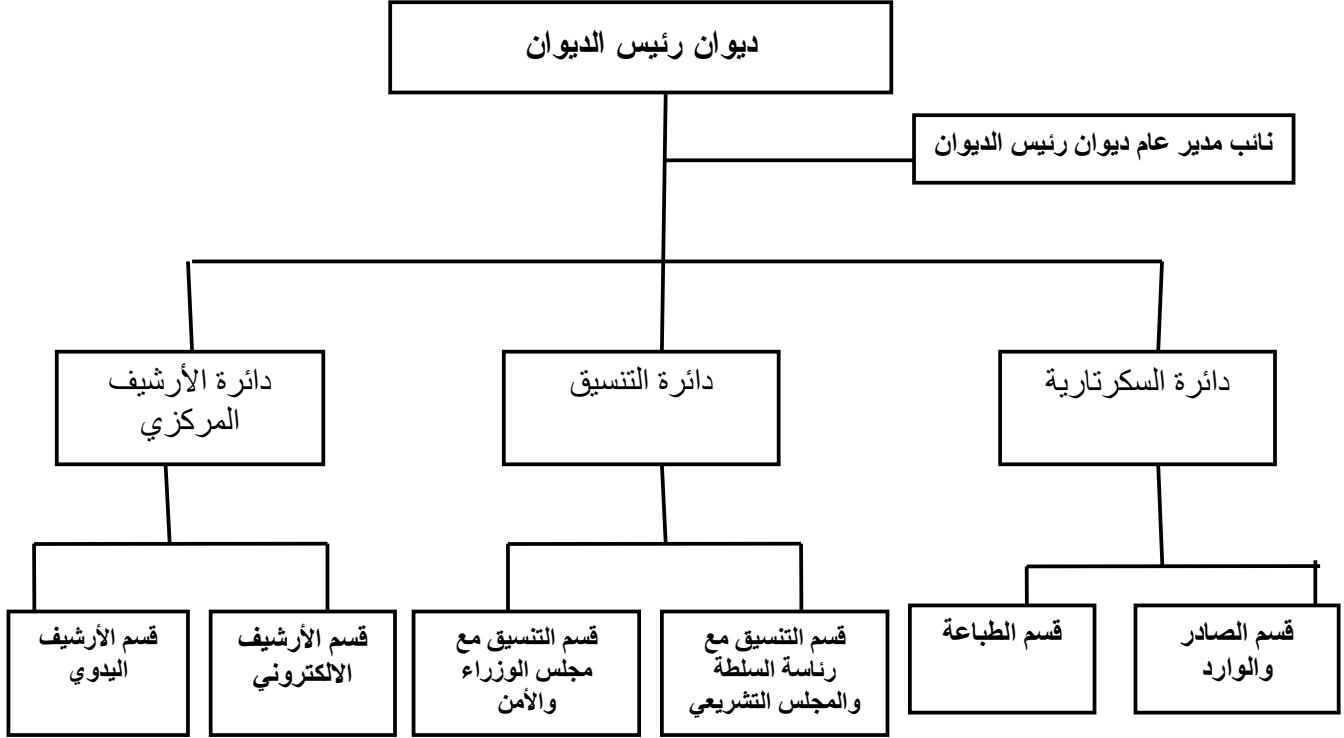 ديوان رئيس الديوان
نائب مدير عام ديوان رئيس الديوان
دائرة السكرتارية
دائرة التنسيق
دائرة الأرشيف
المركزي
قسم الصادر
والوارد
قسم الطباعة
قسم التنسيق مع
رئاسة السلطة
والمجلس التشريعي
قسم التنسيق مع
مجلس الوزراء
والأمن
قسم الأرشيف
الالكتروني
قسم الأرشيف
اليدوي